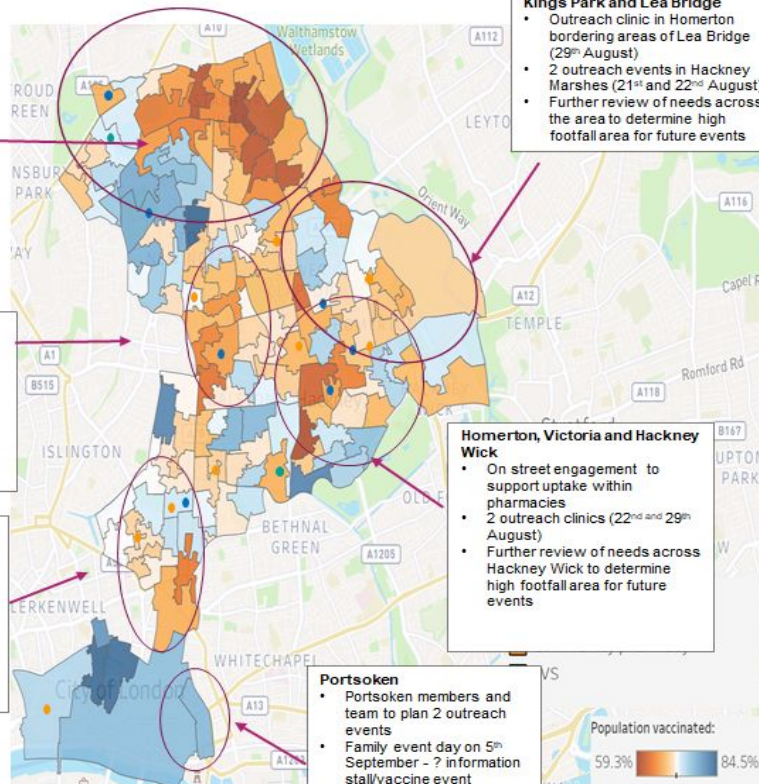 Kings Park and Lea Bridge
• Outreach clinic in Homerton
bordering areas of Lea Bridge
(29th August)
• 2 outreach events in Hackney
Marshes (21st and 22nd August)
• Further review of needs across
the area to determine high
footfall area for future events
A10
Walthamstow
Wetlands
A112
ROUD
REEN
LEYTO
NSBUR
PARK
Orient Way
A116
WAY
Capel R
A12
TEMPLE
A1
B515
Romford Rd
A118
B167
ISLINGTON
UPTON
PARK
Homerton, Victoria and Hackney
Wick
• On street engagement to
support uptake within
pharmacies
• 2 outreach clinics (22nd and 29th
August)
• Further review of needs across
Hackney Wick to determine
high footfall area for future
events
OLD F
BETHNAL
GREEN
A1205
W
LERKENWELL
WHITECHAPEL
VS
City of London
A13
Portsoken
• Portsoken members and
team to plan 2 outreach
events
• Family event day on 5th
September - ? information
stall/vaccine event
Population vaccinated:
59.3%
84.5%